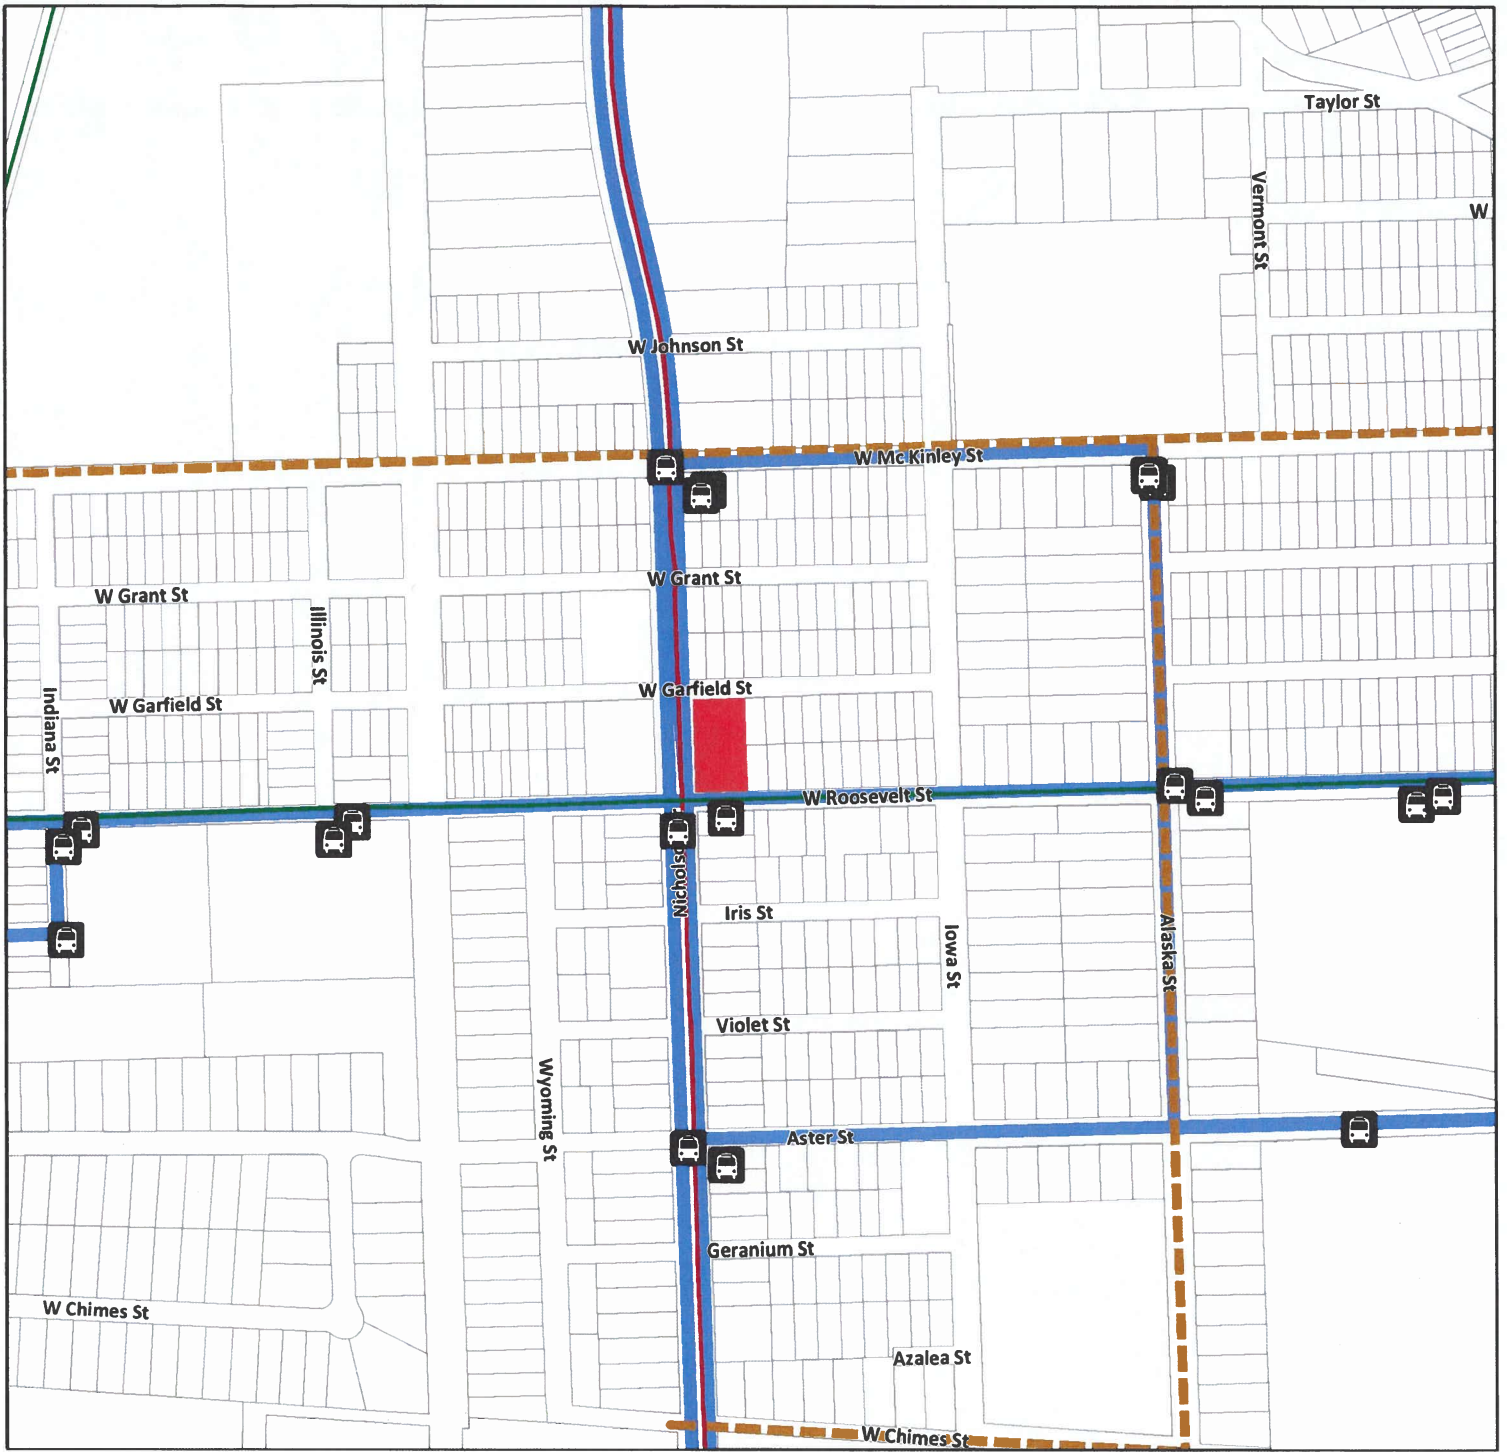 Taylor St
Vermont St
W
W Johnson St
W Mc Kinley St
W Grant St
W Grant St
Illinois St
W Garfield St
W Garfield St
Indiana St
W Roosevelt St
Nicholso
Iris St
Iowa St
Alaska St
Violet St
Wyoming St
Aster St
Geranium St
W Chimes St
Azalea St
W Chimes St